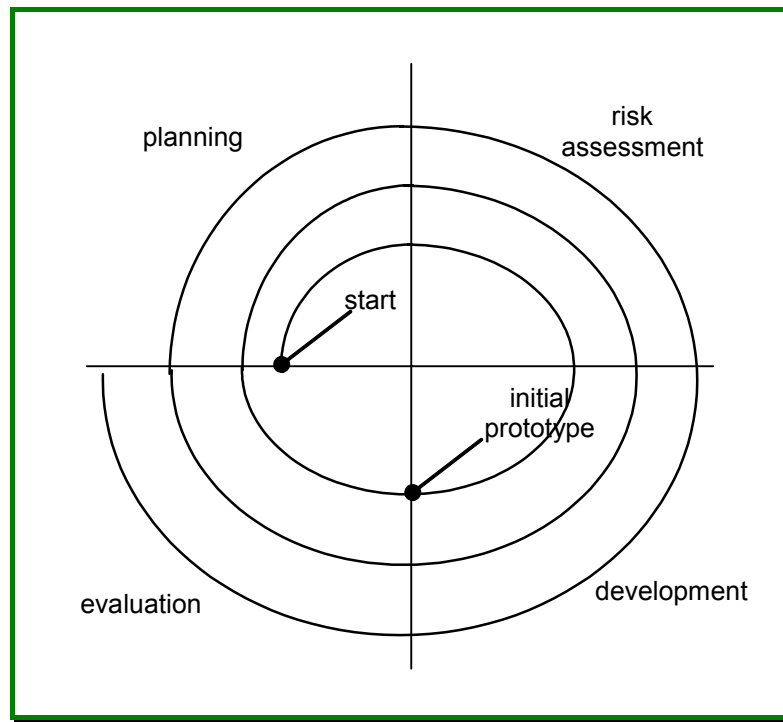 planning
risk
assessment
start
initial
prototype
evaluation
development